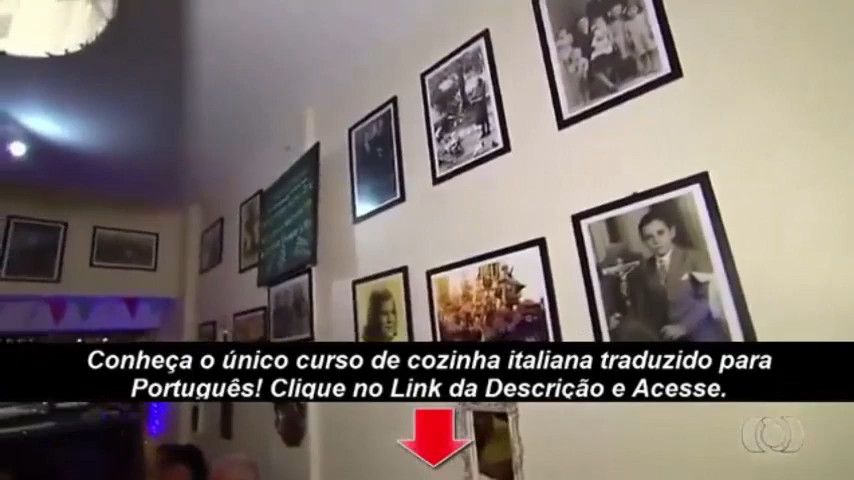 Conheça o único curso de cozinha italiana traduzido para
Português! Clique no Link da Descrição e Acesse.